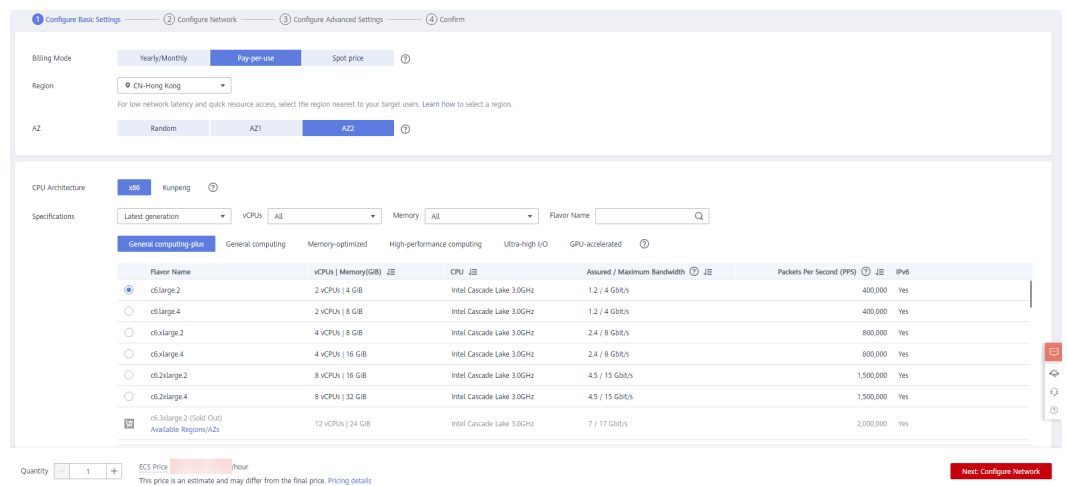 1 Configure Basic Settings 2 Configure Network 3 Configure Advanced Settings 4 Confirm
Billing Mode Yearly/Monthly Pay-per-use Spot price ?
Region CN-Hong Kong
For low network latency and quick resource access, select the region nearest to your target users. Learn how to select a region.
AZ Random AZ1 AZ2 ?
CPU Architecture x86 Kunpeng ?
Specifications Latest generation vCPUs All Memory All Flavor Name
General computing-plus General computing Memory-optimized High-performance computing Ultra-high I/O GPU-accelerated ?
Flavor Name vCPUs | Memory(GiB) CPU Assured / Maximum Bandwidth ? Packets Per Second (PPS) ? IPv6
c6.large.2 2 vCPUs | 4 GiB Intel Cascade Lake 3.0GHz 1.2 / 4 Gbit/s 400,000 Yes
c6.large.4 2 vCPUs | 8 GiB Intel Cascade Lake 3.0GHz 1.2 / 4 Gbit/s 400,000 Yes
c6.xlarge.2 4 vCPUs | 8 GiB Intel Cascade Lake 3.0GHz 2.4 / 8 Gbit/s 800,000 Yes
c6.xlarge.4 4 vCPUs | 16 GiB Intel Cascade Lake 3.0GHz 2.4 / 8 Gbit/s 800,000 Yes
c6.2xlarge.2 8 vCPUs | 16 GiB Intel Cascade Lake 3.0GHz 4.5 / 15 Gbit/s 1,500,000 Yes
c6.2xlarge.4 8 vCPUs | 32 GiB Intel Cascade Lake 3.0GHz 4.5 / 15 Gbit/s 1,500,000 Yes
c6.3xlarge.2 (Sold Out) 12 vCPUs | 24 GiB Intel Cascade Lake 3.0GHz 7 / 17 Gbit/s 2,000,000 Yes
Available Regions/AZs
Quantity 1 + ECS Price /hour Next: Configure Network
This price is an estimate and may differ from the final price. Pricing details